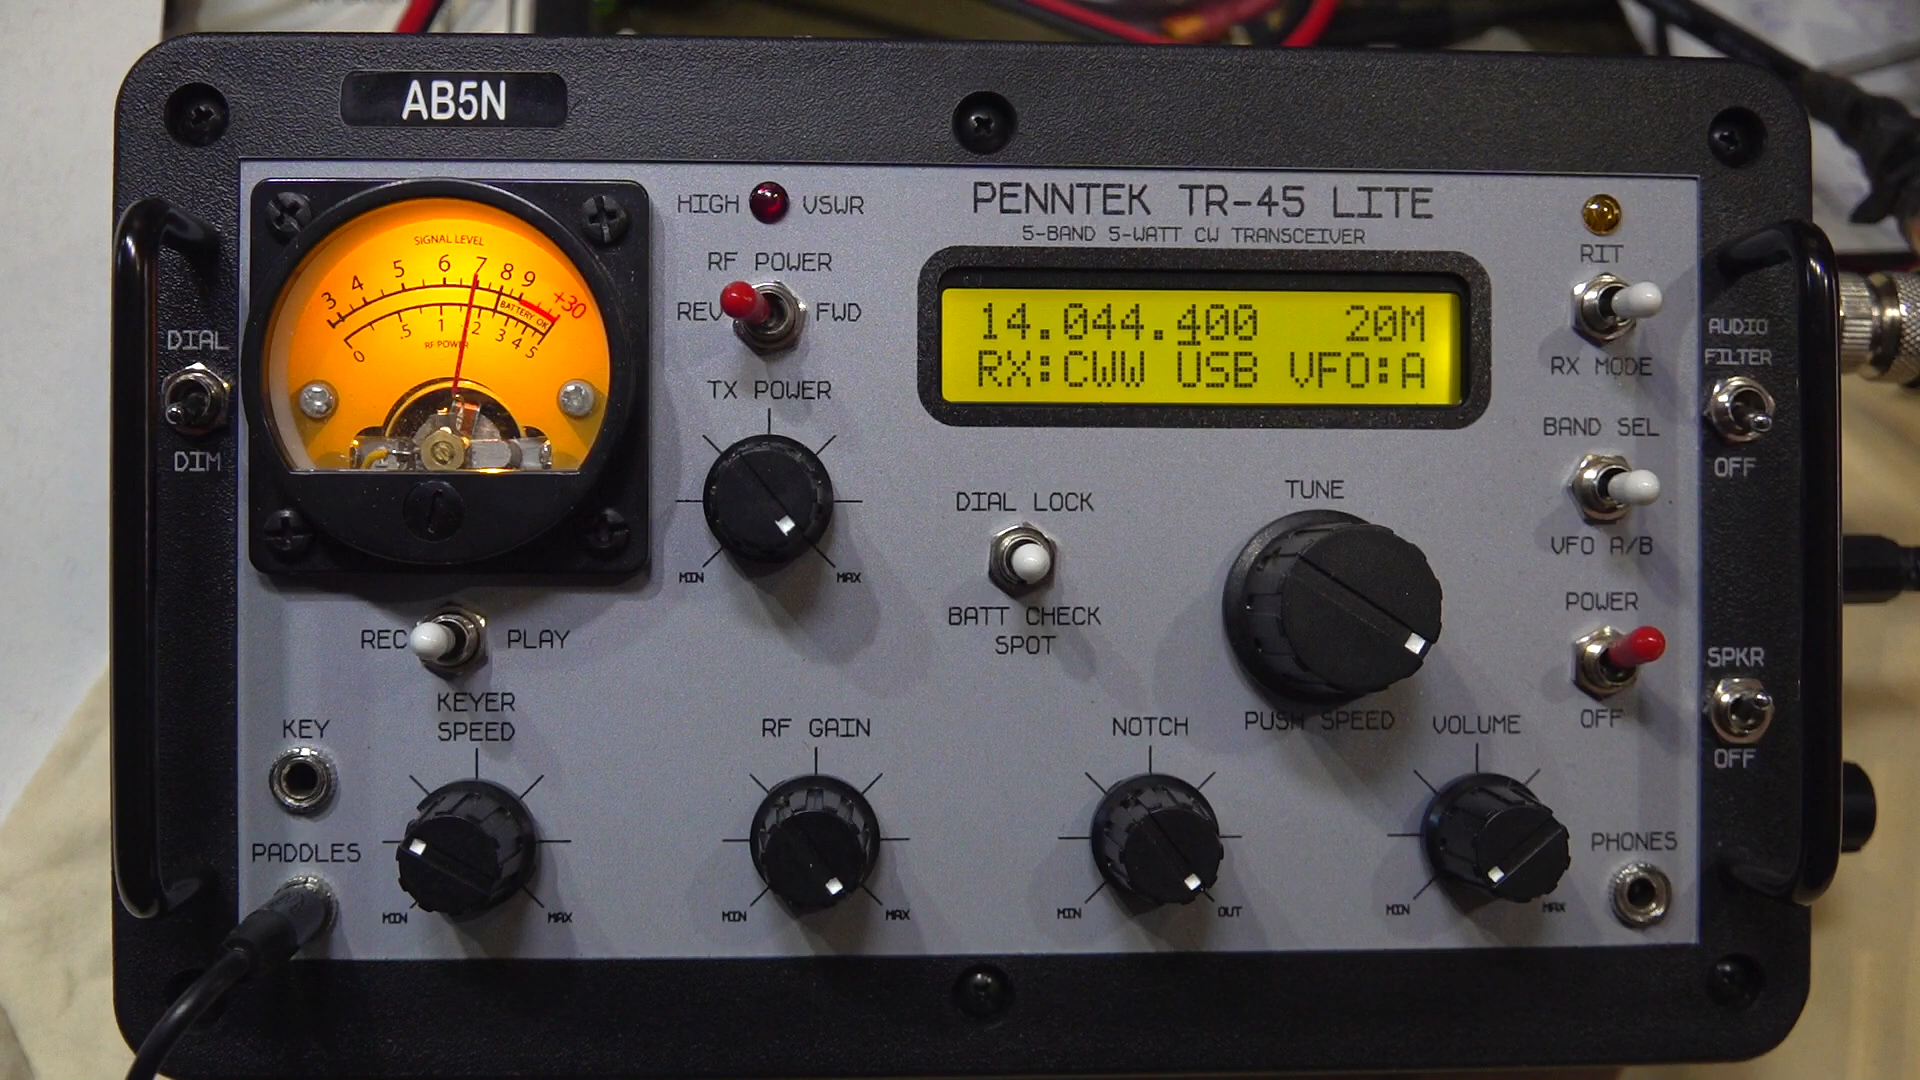 AB5N
HIGH VSWR
PENNTEK TR-45 LITE
5-BAND 5-WATT CW TRANSCEIVER
SIGNAL LEVEL
3 4 5 6 7 8 9 +30
BATTERY OK
0 .5 1 2 3 4 5
RF POWER
RF POWER
REV FWD
14.044.400 20M
RX:CWW USB VFO:A
RIT
RX MODE
DIAL
DIM
TX POWER
MIN MAX
AUDIO
FILTER
OFF
BAND SEL
VFO A/B
DIAL LOCK
BATT CHECK
SPOT
TUNE
PUSH SPEED
POWER
OFF
SPKR
OFF
REC PLAY
KEY
KEYER
SPEED
MIN MAX
RF GAIN
MIN MAX
NOTCH
MIN OUT
VOLUME
MIN MAX
PADDLES
PHONES